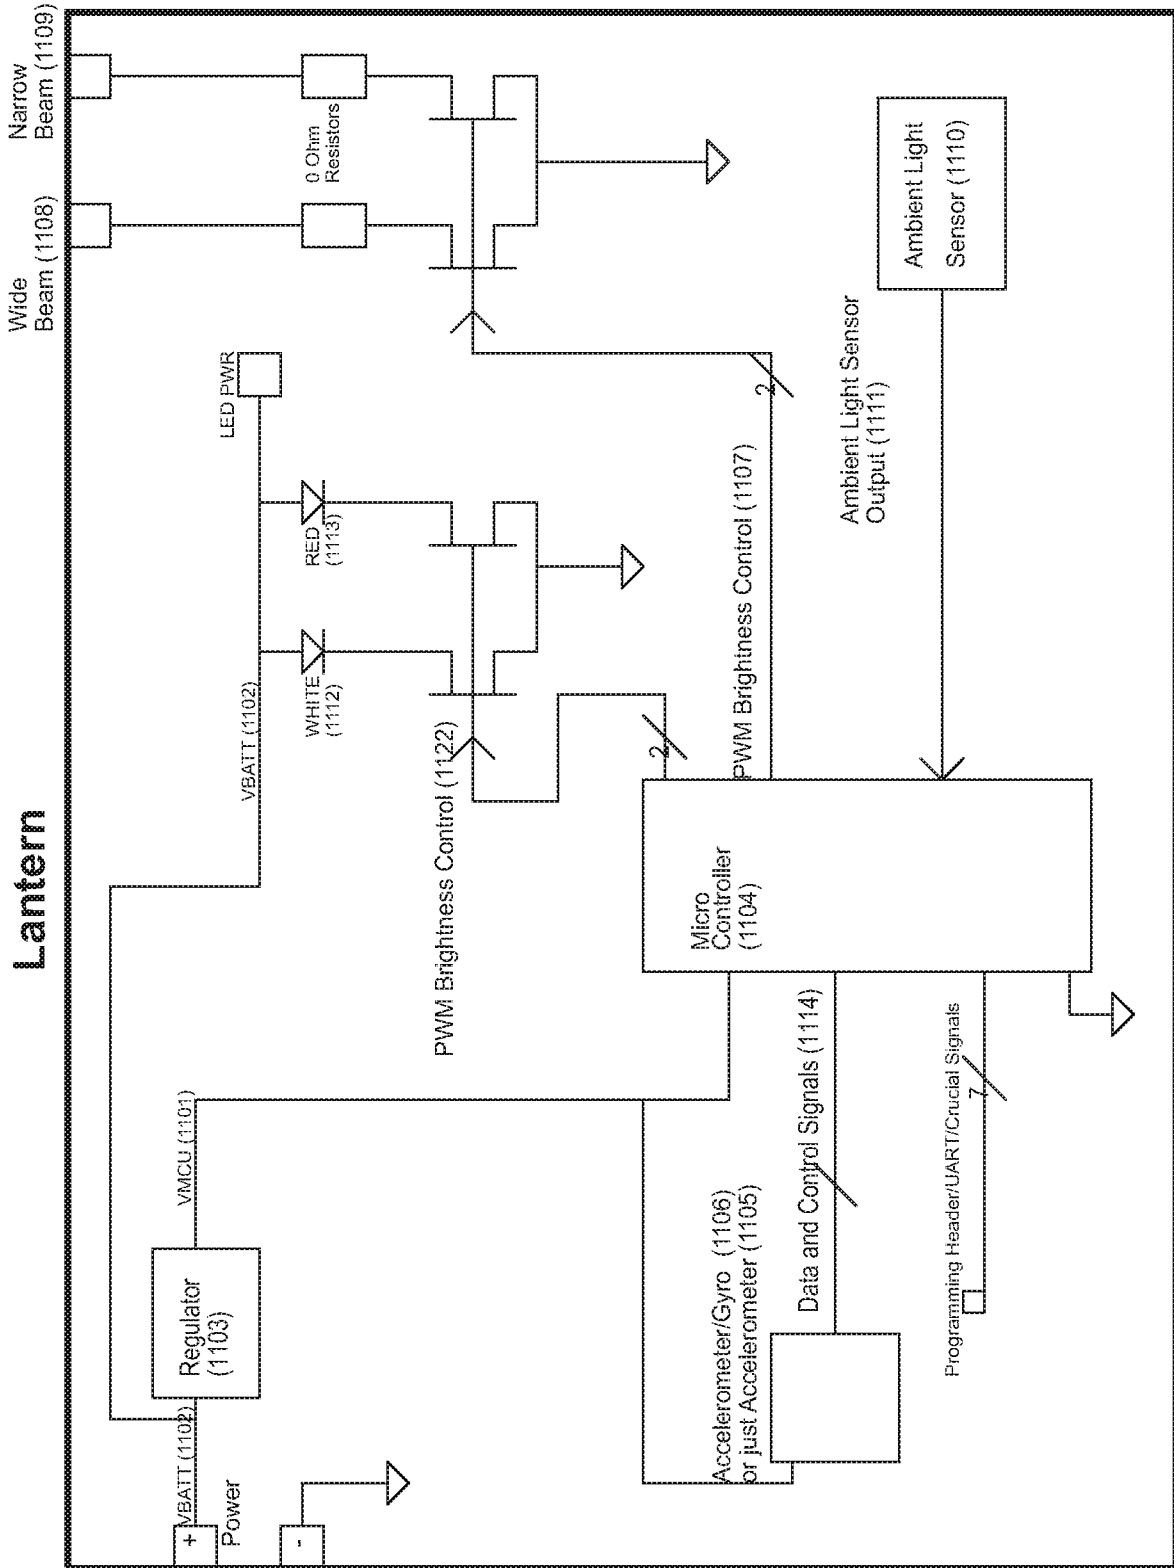 Lantern
+
-
Power
VBATT (1102)
Regulator
(1103)
VMCU (1101)
VBATT (1102)
WHITE
(1112)
RED
(1113)
LED PWR
Wide
Beam (1108)
Narrow
Beam (1109)
0 Ohm
Resistors
PWM Brightness Control (1122)
2
PWM Brightness Control (1107)
2
Micro
Controller
(1104)
Ambient Light Sensor
Output (1111)
Ambient Light
Sensor (1110)
Accelerometer/Gyro (1106)
or just Accelerometer (1105)
Data and Control Signals (1114)
Programming Header/UART/Crucial Signals
7